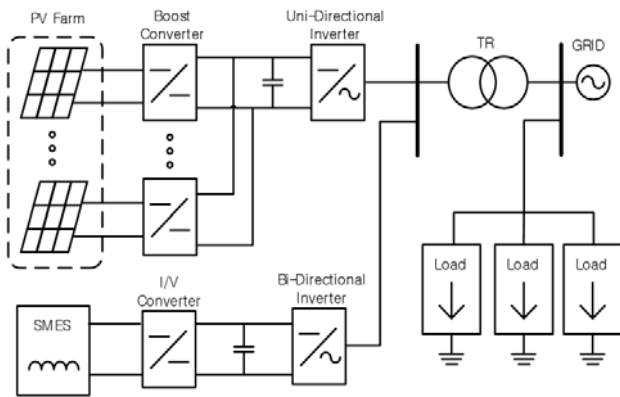 PV Farm
Boost
Converter
Uni-Directional
Inverter
TR
GRID
I/V
Converter
Bi-Directional
Inverter
SMES
Load
Load
Load